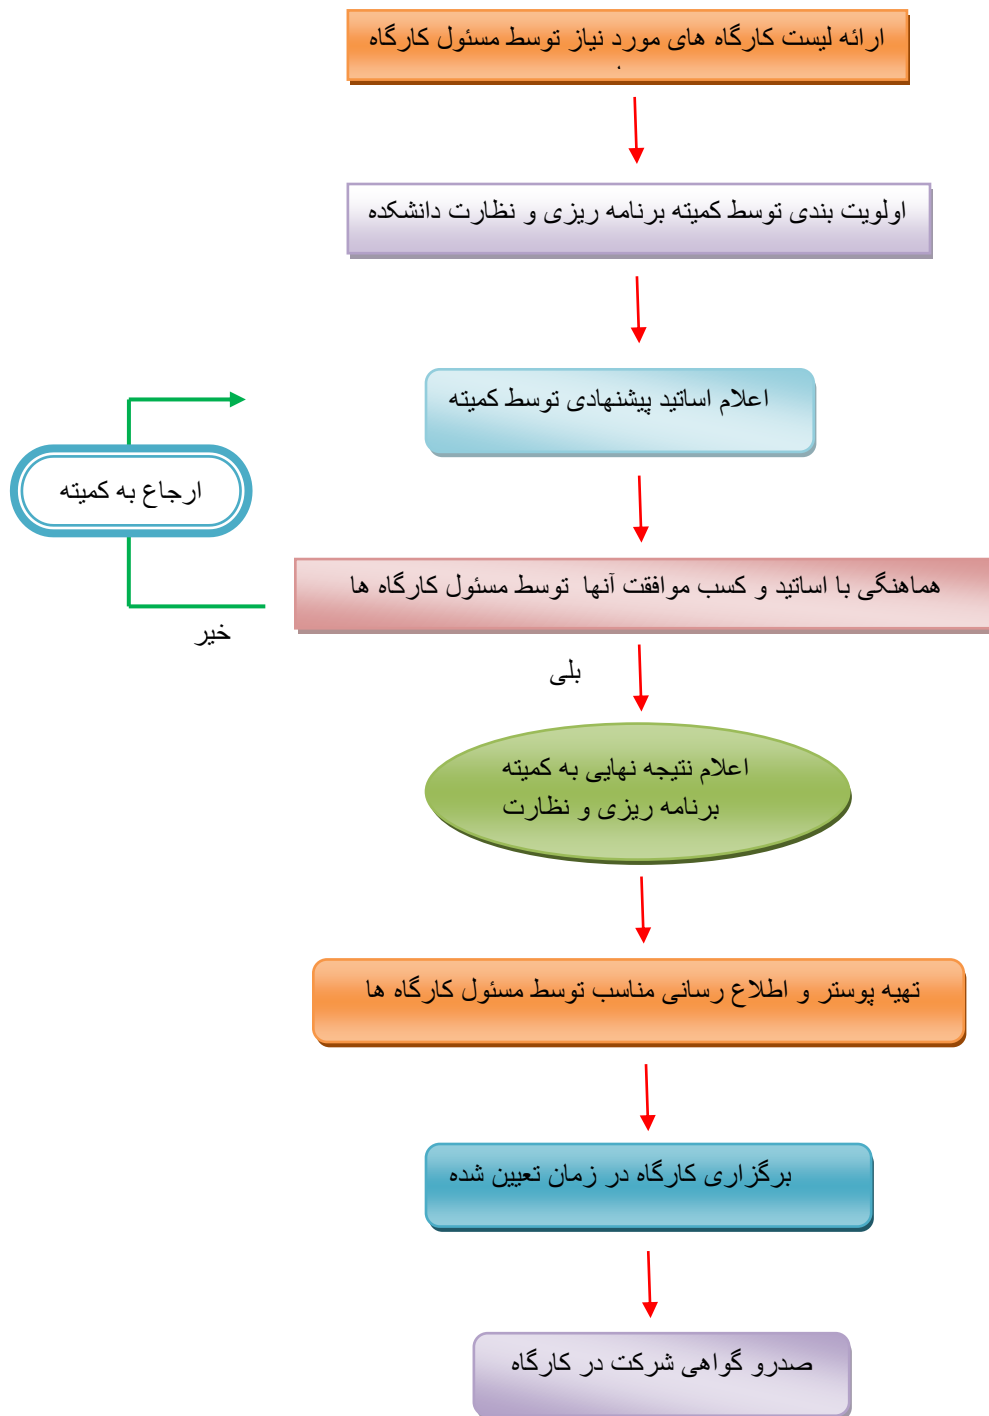 ارائه لیست کارگاه های مورد نیاز توسط مسئول کارگاه
اولویت بندی توسط کمیته برنامه ریزی و نظارت دانشکده
اعلام اساتید پیشنهادی توسط کمیته
ارجاع به کمیته
هماهنگی با اساتید و کسب موافقت آنها توسط مسئول کارگاه ها
خیر
بلی
اعلام نتیجه نهایی به کمیته
برنامه ریزی و نظارت
تهیه پوستر و اطلاع رسانی مناسب توسط مسئول کارگاه ها
برگزاری کارگاه در زمان تعیین شده
صدرو گواهی شرکت در کارگاه